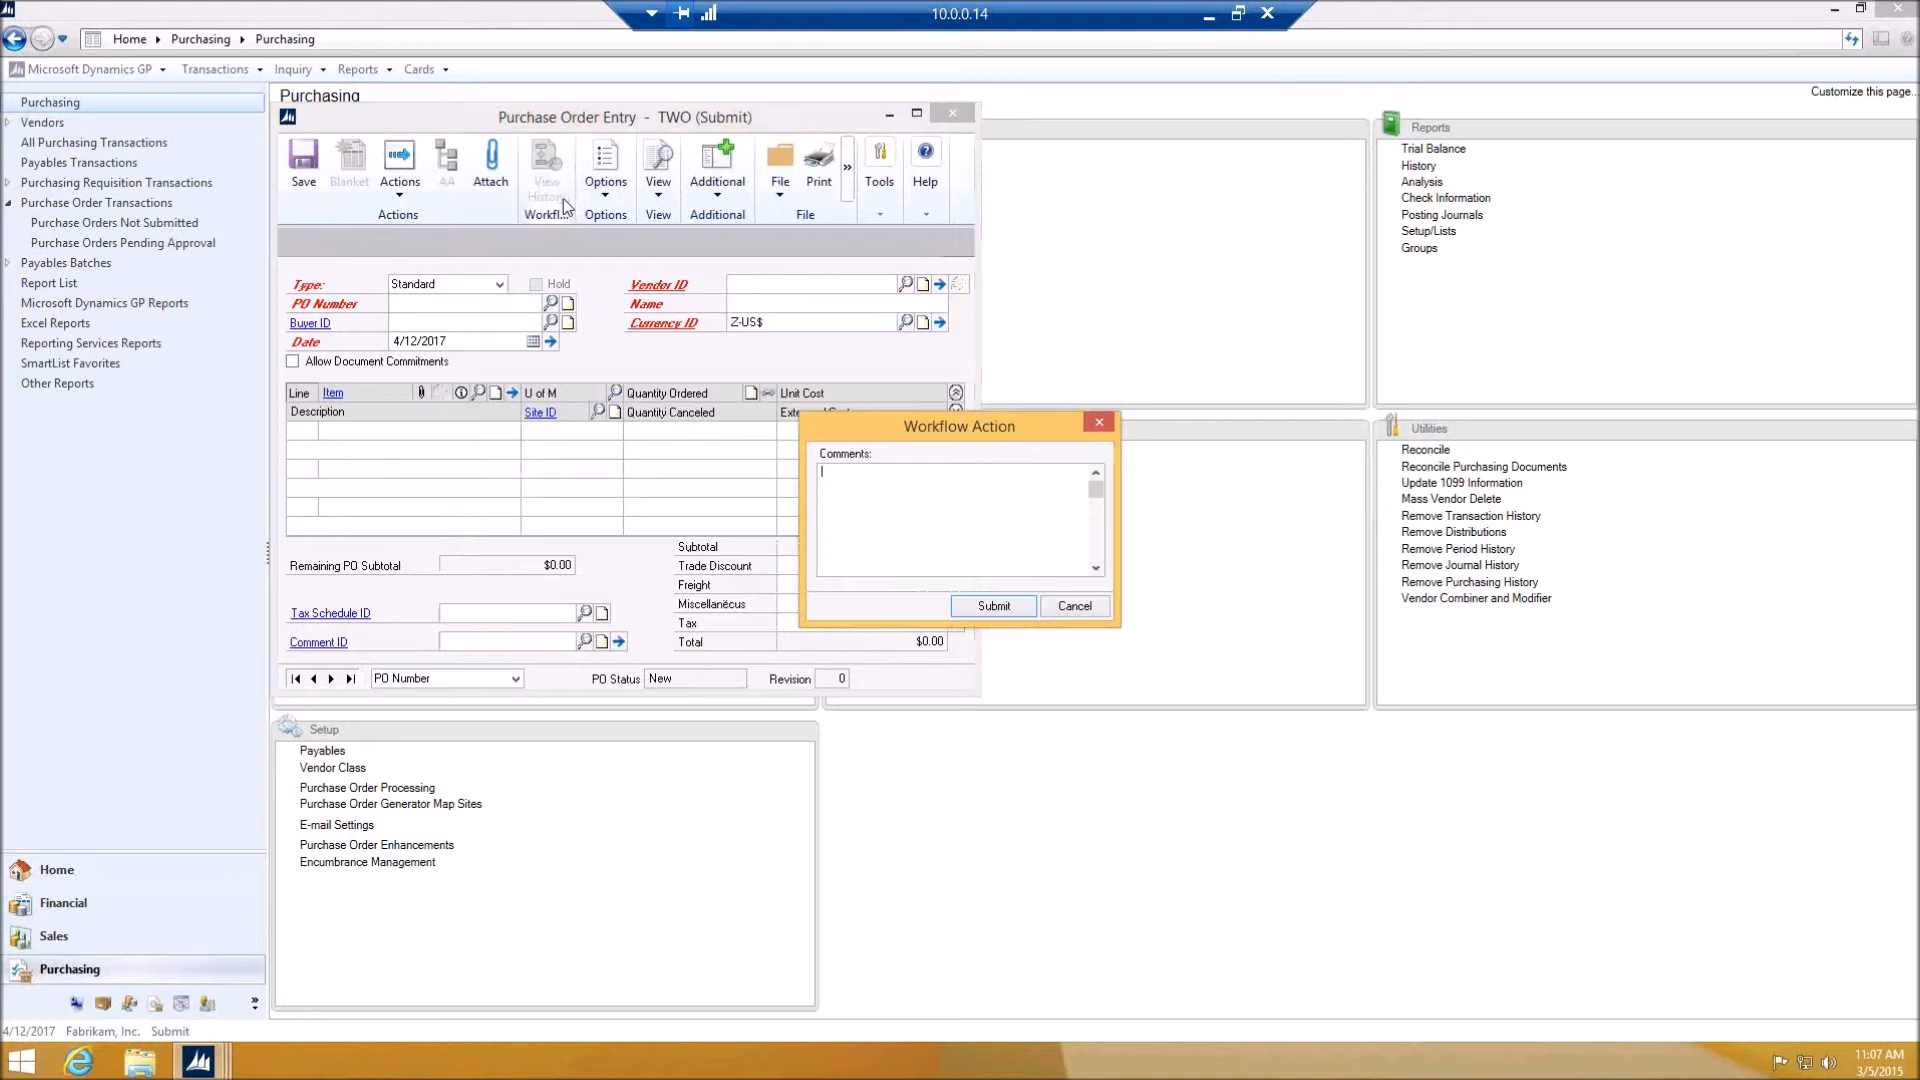 10.0.0.14
Home Purchasing Purchasing
Microsoft Dynamics GP Transactions Inquiry Reports Cards
Purchasing
Vendors
All Purchasing Transactions
Payables Transactions
Purchasing Requisition Transactions
Purchase Order Transactions
Purchase Orders Not Submitted
Purchase Orders Pending Approval
Payables Batches
Report List
Microsoft Dynamics GP Reports
Excel Reports
Reporting Services Reports
SmartList Favorites
Other Reports
Home
Financial
Sales
Purchasing
Purchasing
Customize this page...
Purchase Order Entry - TWO (Submit)
Save Blanket Actions AA Attach View History Options View Additional File Print Tools Help
Actions Workfl... Options View Additional File
Type: Standard Hold Vendor ID
PO Number Name
Buyer ID Currency ID Z-US$
Date 4/12/2017
Allow Document Commitments
Line Item U of M Quantity Ordered Unit Cost
Description Site ID Quantity Canceled
Subtotal
Remaining PO Subtotal $0.00 Trade Discount
Freight
Miscellaneous
Tax Schedule ID Tax
Comment ID Total $0.00
PO Number PO Status New Revision 0
Workflow Action
Comments:
Submit Cancel
Reports
Trial Balance
History
Analysis
Check Information
Posting Journals
Setup/Lists
Groups
Utilities
Reconcile
Reconcile Purchasing Documents
Update 1099 Information
Mass Vendor Delete
Remove Transaction History
Remove Distributions
Remove Period History
Remove Journal History
Remove Purchasing History
Vendor Combiner and Modifier
Setup
Payables
Vendor Class
Purchase Order Processing
Purchase Order Generator Map Sites
E-mail Settings
Purchase Order Enhancements
Encumbrance Management
4/12/2017 Fabrikam, Inc. Submit
11:07 AM
3/5/2015